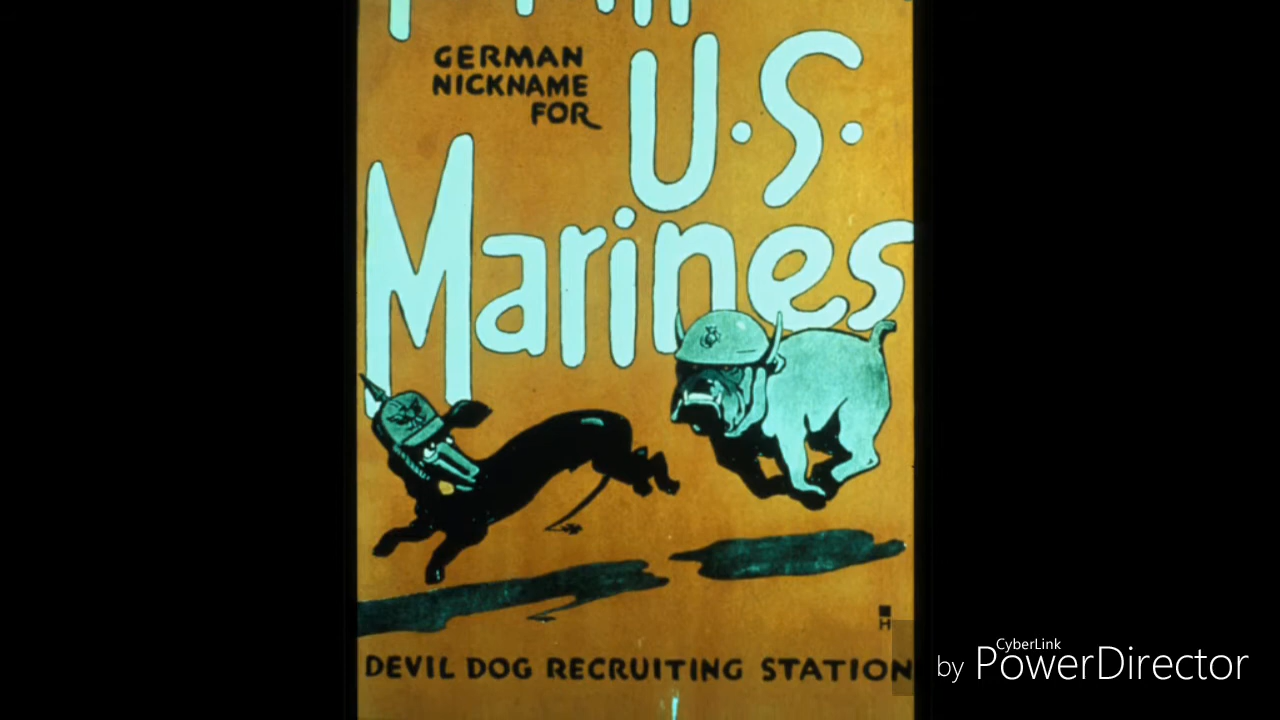 GERMAN
NICKNAME
FOR
U.S.
Marines
H
DEVIL DOG RECRUITING STATION
CyberLink
by PowerDirector